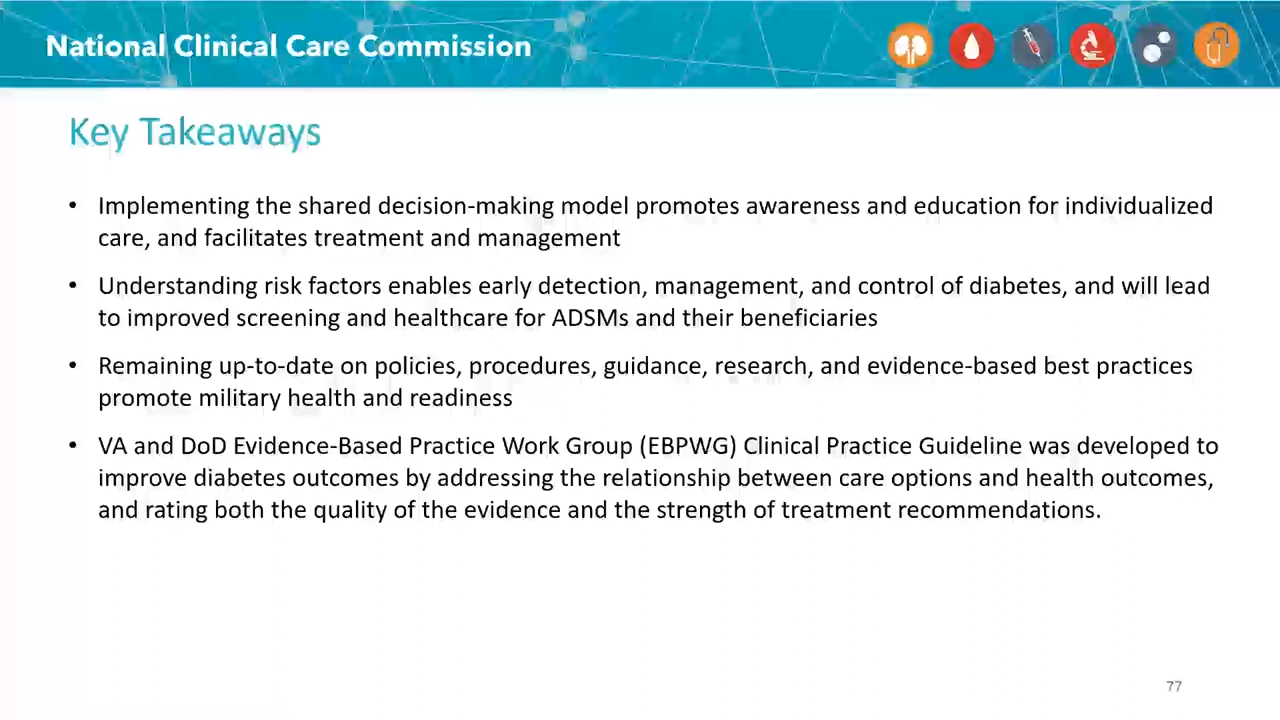 National Clinical Care Commission
Key Takeaways
• Implementing the shared decision-making model promotes awareness and education for individualized
care, and facilitates treatment and management
• Understanding risk factors enables early detection, management, and control of diabetes, and will lead
to improved screening and healthcare for ADSMs and their beneficiaries
• Remaining up-to-date on policies, procedures, guidance, research, and evidence-based best practices
promote military health and readiness
• VA and DoD Evidence-Based Practice Work Group (EBPWG) Clinical Practice Guideline was developed to
improve diabetes outcomes by addressing the relationship between care options and health outcomes,
and rating both the quality of the evidence and the strength of treatment recommendations.
77